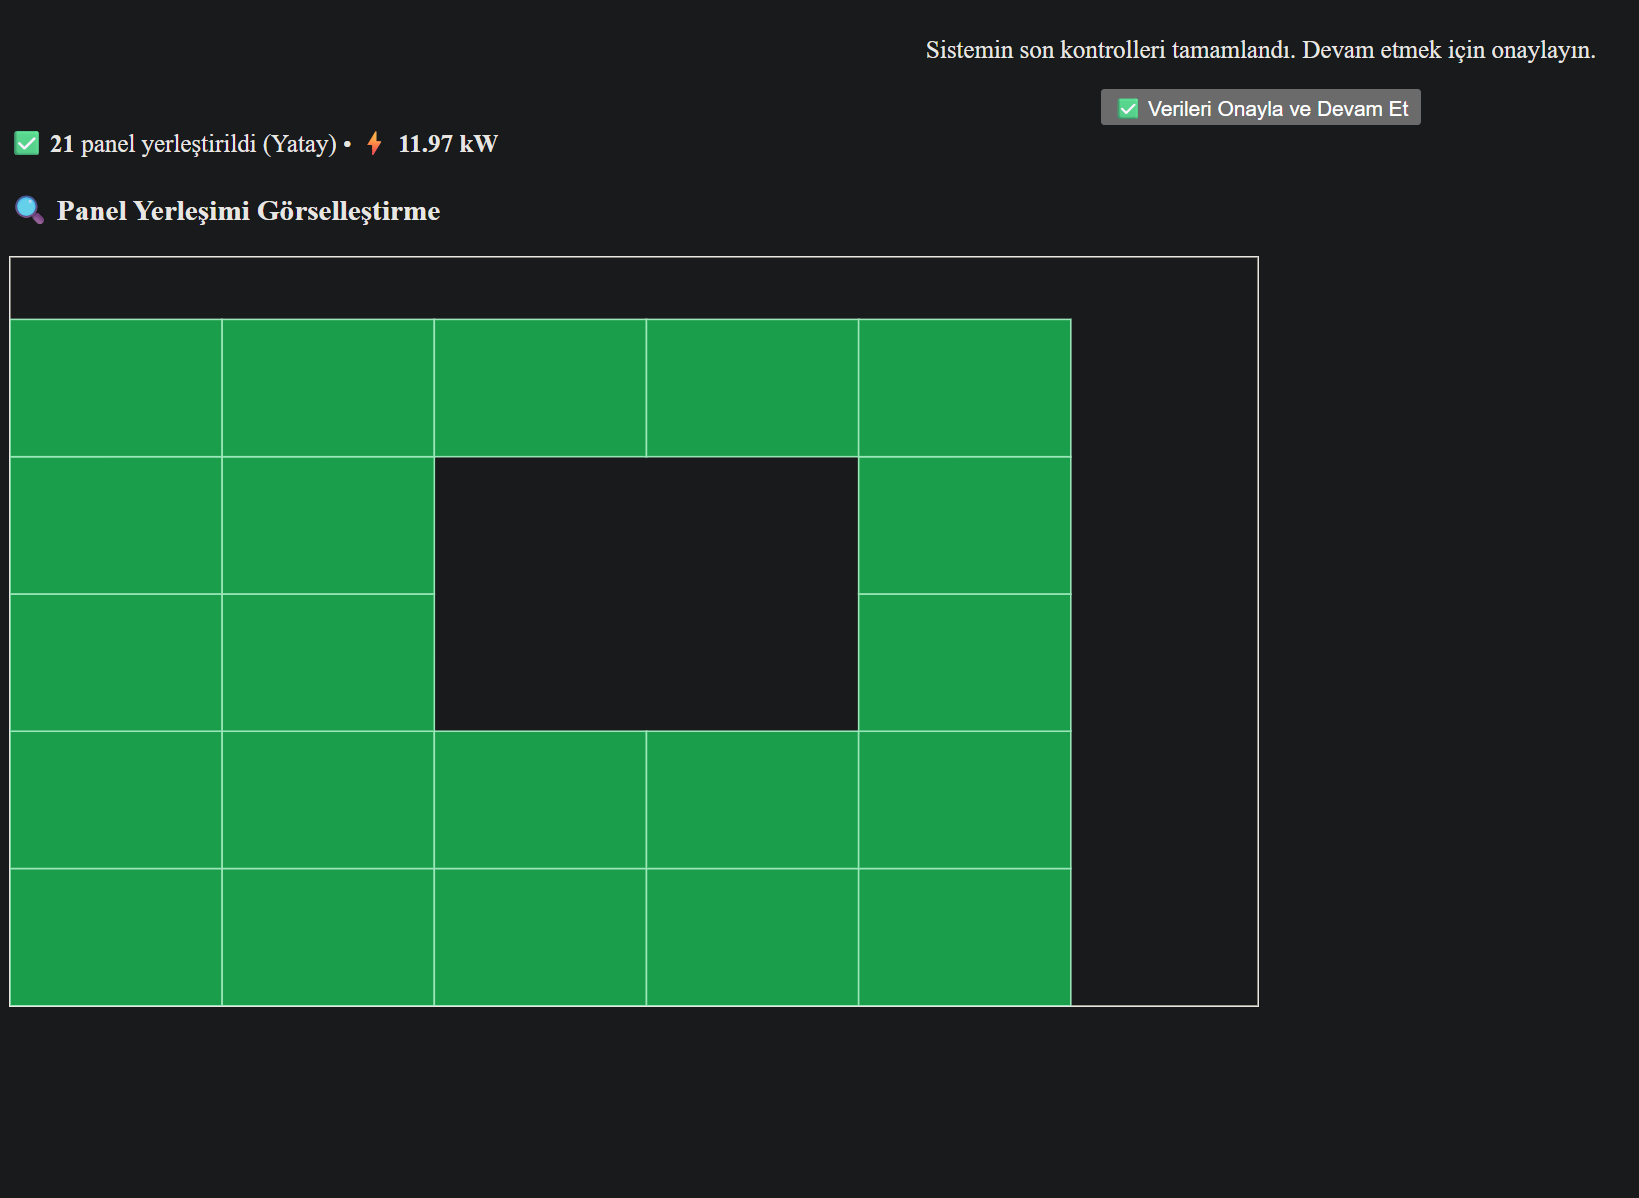 Sistemin son kontrolleri tamamlandı. Devam etmek için onaylayın.
✅ Verileri Onayla ve Devam Et
✅ 21 panel yerleştirildi (Yatay) • ⚡ 11.97 kW
🔍 Panel Yerleşimi Görselleştirme